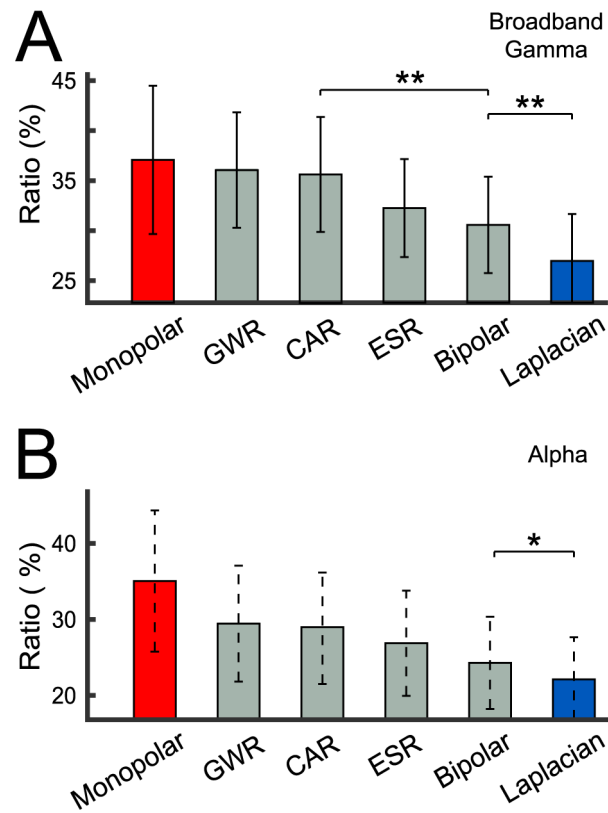 A
Broadband
Gamma
Ratio (%)
45
35
25
**
**
Monopolar
GWR
CAR
ESR
Bipolar
Laplacian
B
Alpha
Ratio ( %)
40
30
20
*
Monopolar
GWR
CAR
ESR
Bipolar
Laplacian